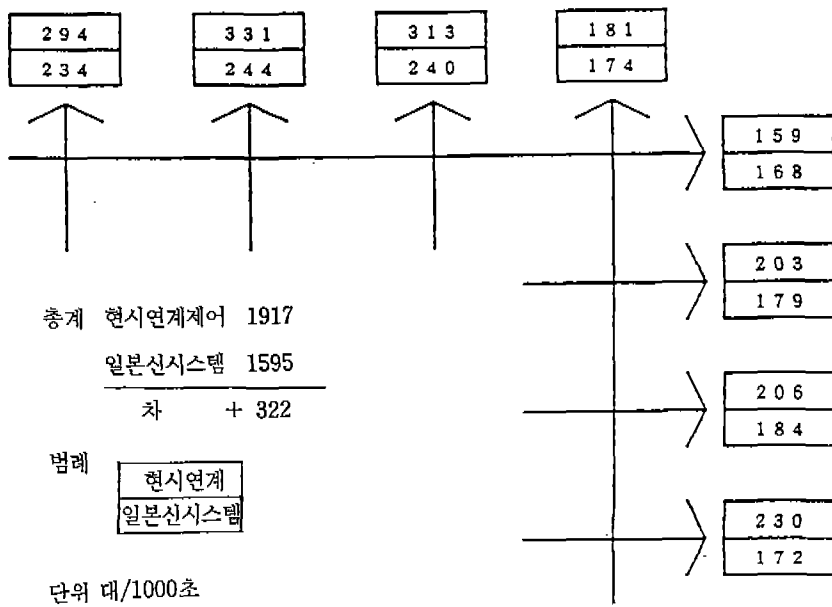 294 331 313 181
234 244 240 174
159
168
203
179
총계 현시연계제어 1917
일본신시스템 1595
차 + 322
206
184
범례
현시연계
일본신시스템
230
172
단위 대/1000초